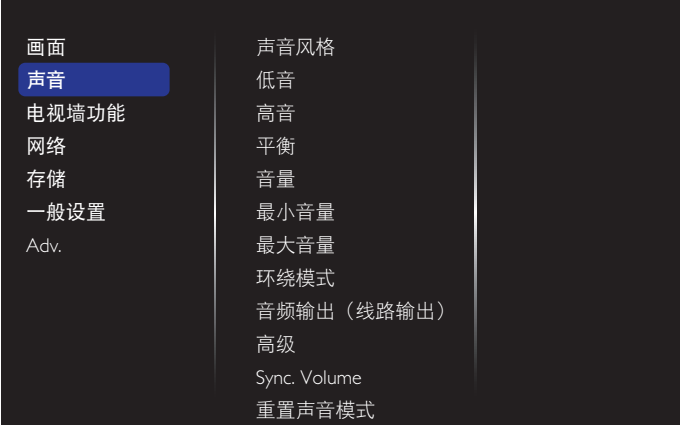 画面
声音
电视墙功能
网络
存储
一般设置
Adv.
声音风格
低音
高音
平衡
音量
最小音量
最大音量
环绕模式
音频输出（线路输出）
高级
Sync. Volume
重置声音模式